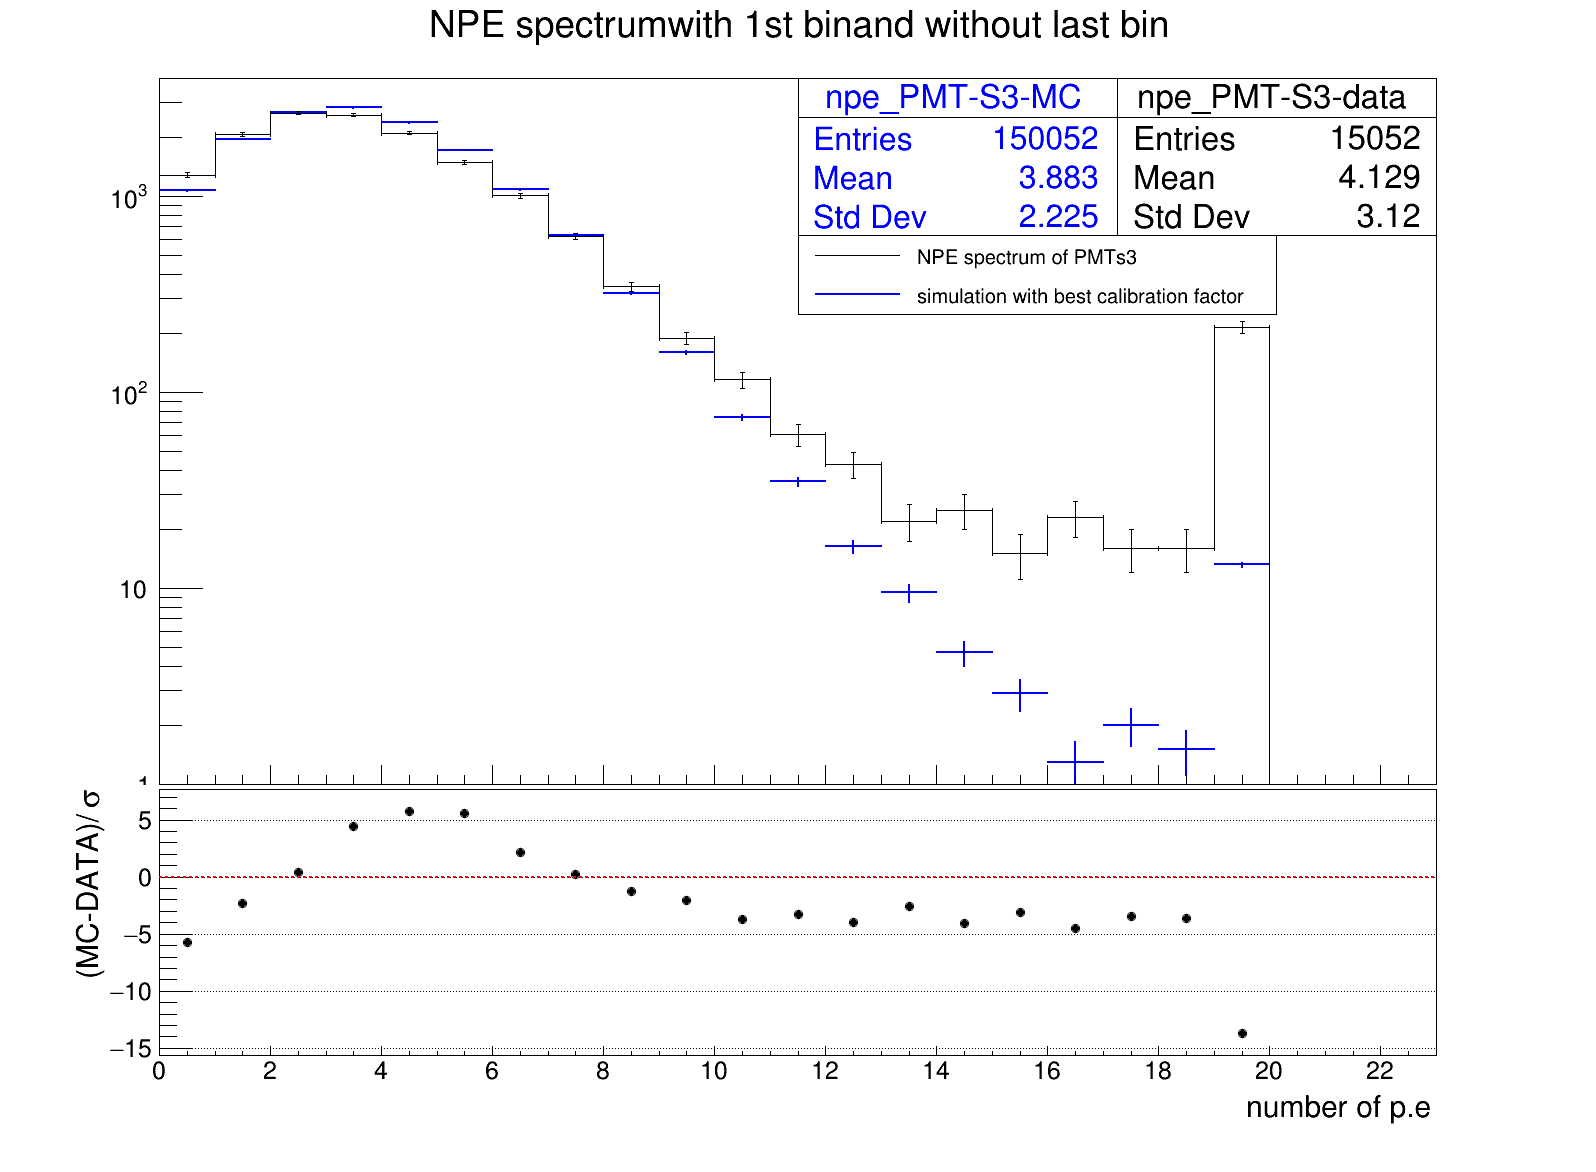 NPE spectrumwith 1st binand without last bin
npe_PMT-S3-MC
Entries 150052
Mean 3.883
Std Dev 2.225
npe_PMT-S3-data
Entries 15052
Mean 4.129
Std Dev 3.12
NPE spectrum of PMTs3
simulation with best calibration factor
10³
10²
10
1
(MC-DATA)/ σ
5
0
−5
−10
−15
0 2 4 6 8 10 12 14 16 18 20 22
number of p.e